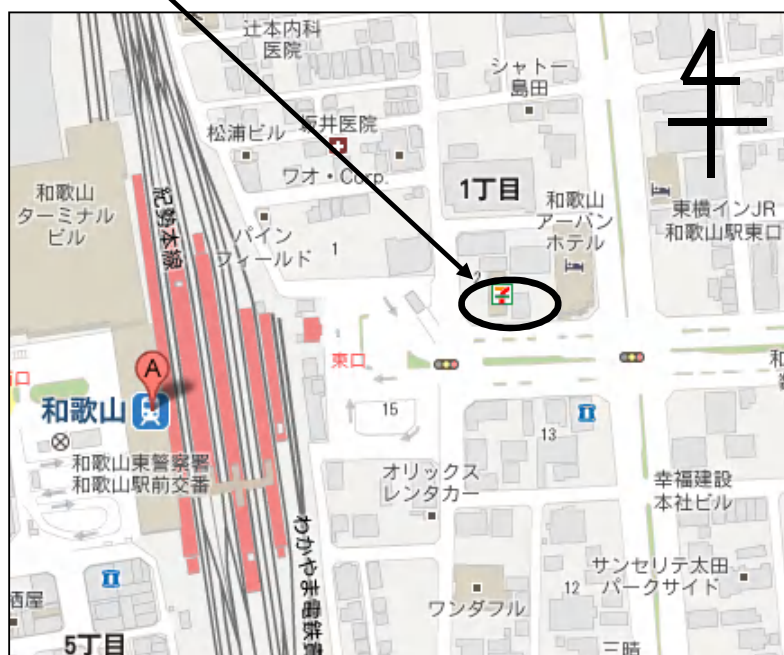 辻本内科
医院
シャトー
島田
松浦ビル
坂井医院
ワオ・Corp.
1丁目
和歌山
ターミナル
ビル
紀勢本線
和歌山
アーバン
ホテル
東横インJR
和歌山駅東口
パイン
フィールド
1
2
東口
口
A
和歌山
和
15
13
和歌山東警察署
和歌山駅前交番
オリックス
レンタカー
幸福建設
本社ビル
わかやま電鉄貴
サンセリテ太田
パークサイド
12
ワンダフル
酒屋
5丁目
三晴